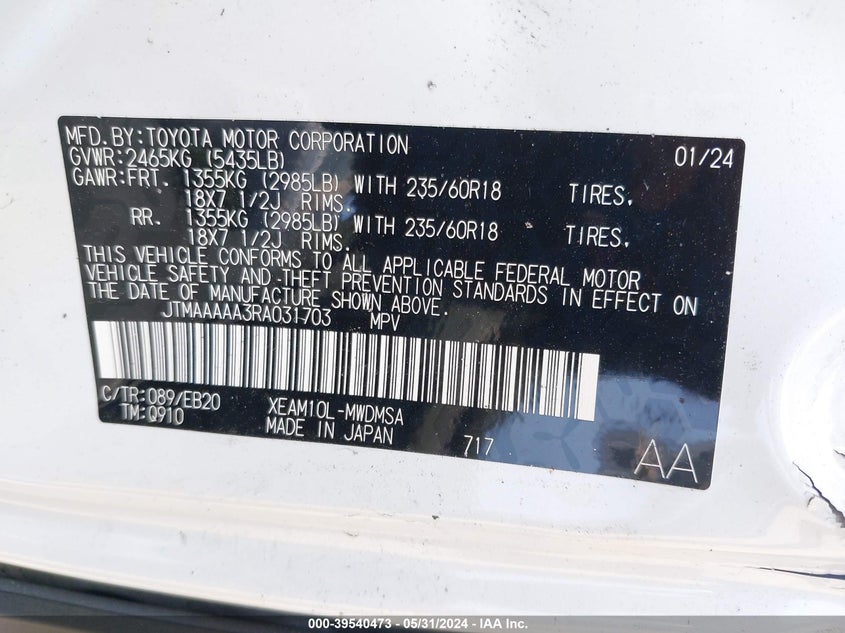 MFD.BY:TOYOTA MOTOR CORPORATION 01/24
GVWR:2465KG (5435LB)
GAWR:FRT. 1355KG (2985LB) WITH 235/60R18 TIRES,
18X7 1/2J RIMS.
RR. 1355KG (2985LB) WITH 235/60R18 TIRES,
18X7 1/2J RIMS.
THIS VEHICLE CONFORMS TO ALL APPLICABLE FEDERAL MOTOR
VEHICLE SAFETY AND THEFT PREVENTION STANDARDS IN EFFECT ON
THE DATE OF MANUFACTURE SHOWN ABOVE.
JTMAAAAA3RA031703 MPV
C/TR:089/EB20 XEAM10L-MWDMSA
TM:Q910 MADE IN JAPAN 717
AA
000-39540473 - 05/31/2024 - IAA Inc.